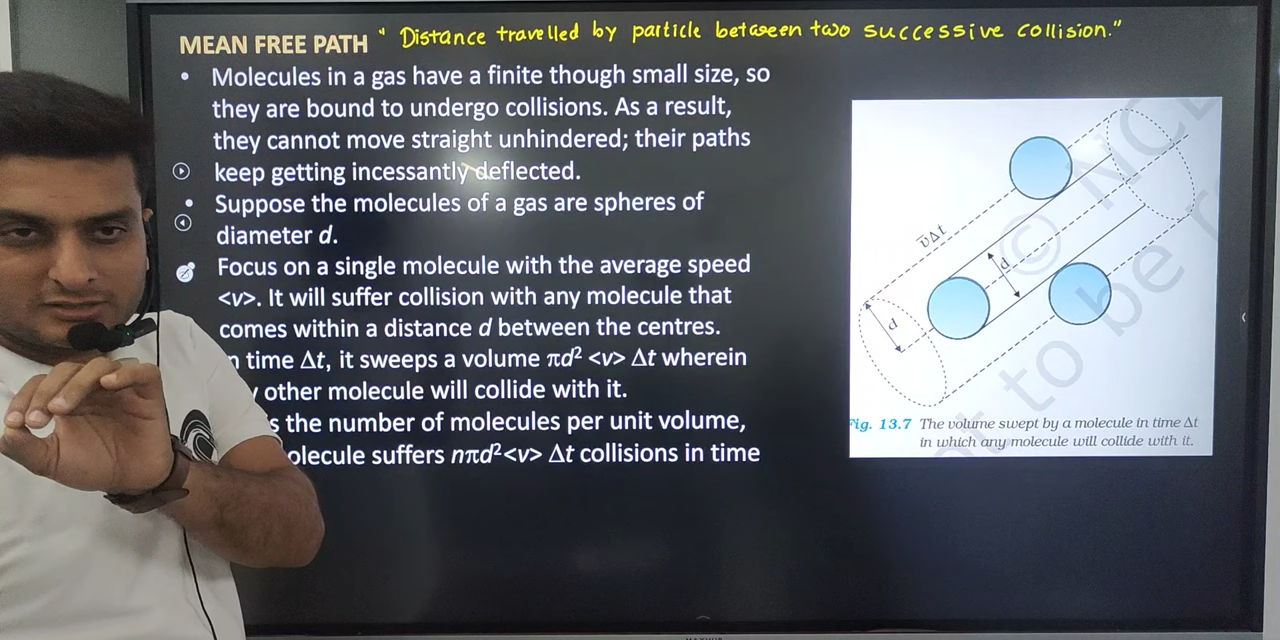 MEAN FREE PATH " Distance travelled by particle between two successive collision."
• Molecules in a gas have a finite though small size, so
they are bound to undergo collisions. As a result,
they cannot move straight unhindered; their paths
keep getting incessantly deflected.
• Suppose the molecules of a gas are spheres of
diameter d.
Focus on a single molecule with the average speed
<v>. It will suffer collision with any molecule that
comes within a distance d between the centres.
time Δt, it sweeps a volume πd² <v> Δt wherein
other molecule will collide with it.
the number of molecules per unit volume,
suffers nπd²<v> Δt collisions in time
v̄Δt
d
d
© NCE
not to be r
Fig. 13.7 The volume swept by a molecule in time Δt
in which any molecule will collide with it.